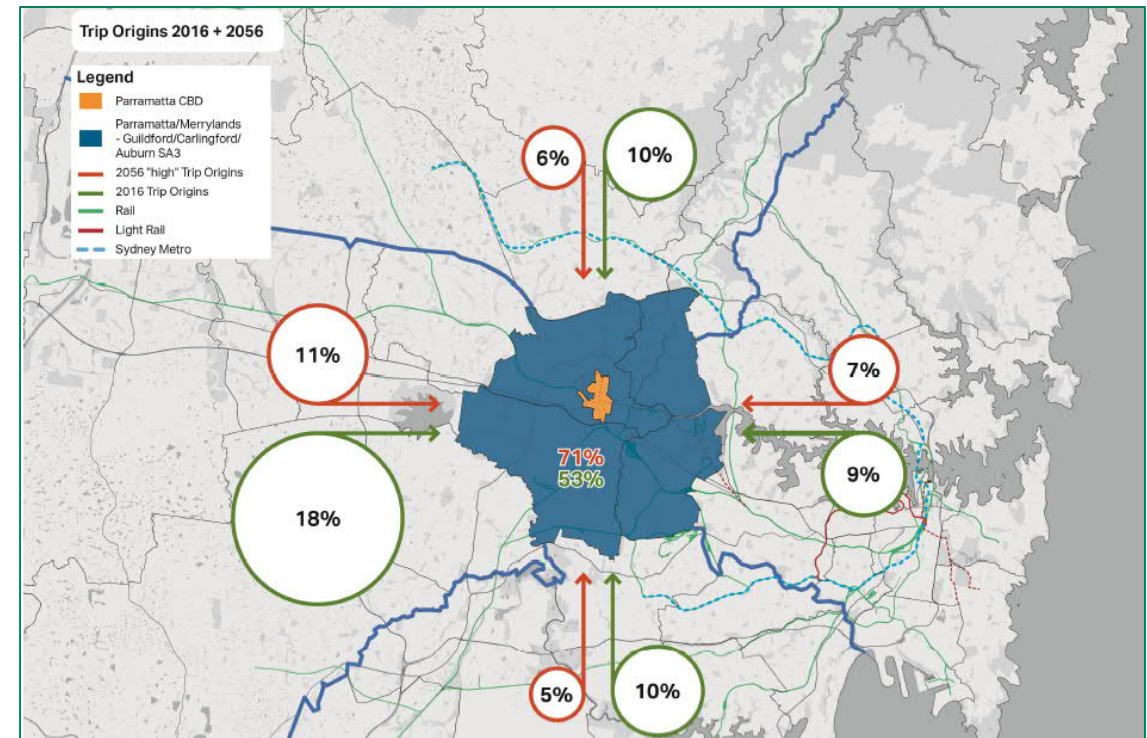 Trip Origins 2016 + 2056
Legend
Parramatta CBD
Parramatta/Merrylands
- Guildford/Carlingford/
Auburn SA3
2056 "high" Trip Origins
2016 Trip Origins
Rail
Light Rail
Sydney Metro
6%
10%
11%
7%
71%
53%
9%
18%
5%
10%